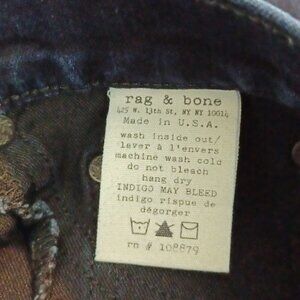 rag & bone
425 W. 13th St, NY NY 10014
Made in U.S.A.
wash inside out/
laver à l'envers
machine wash cold
do not bleach
hang dry
INDIGO MAY BLEED
indigo risque de
dégorger
rn # 108879